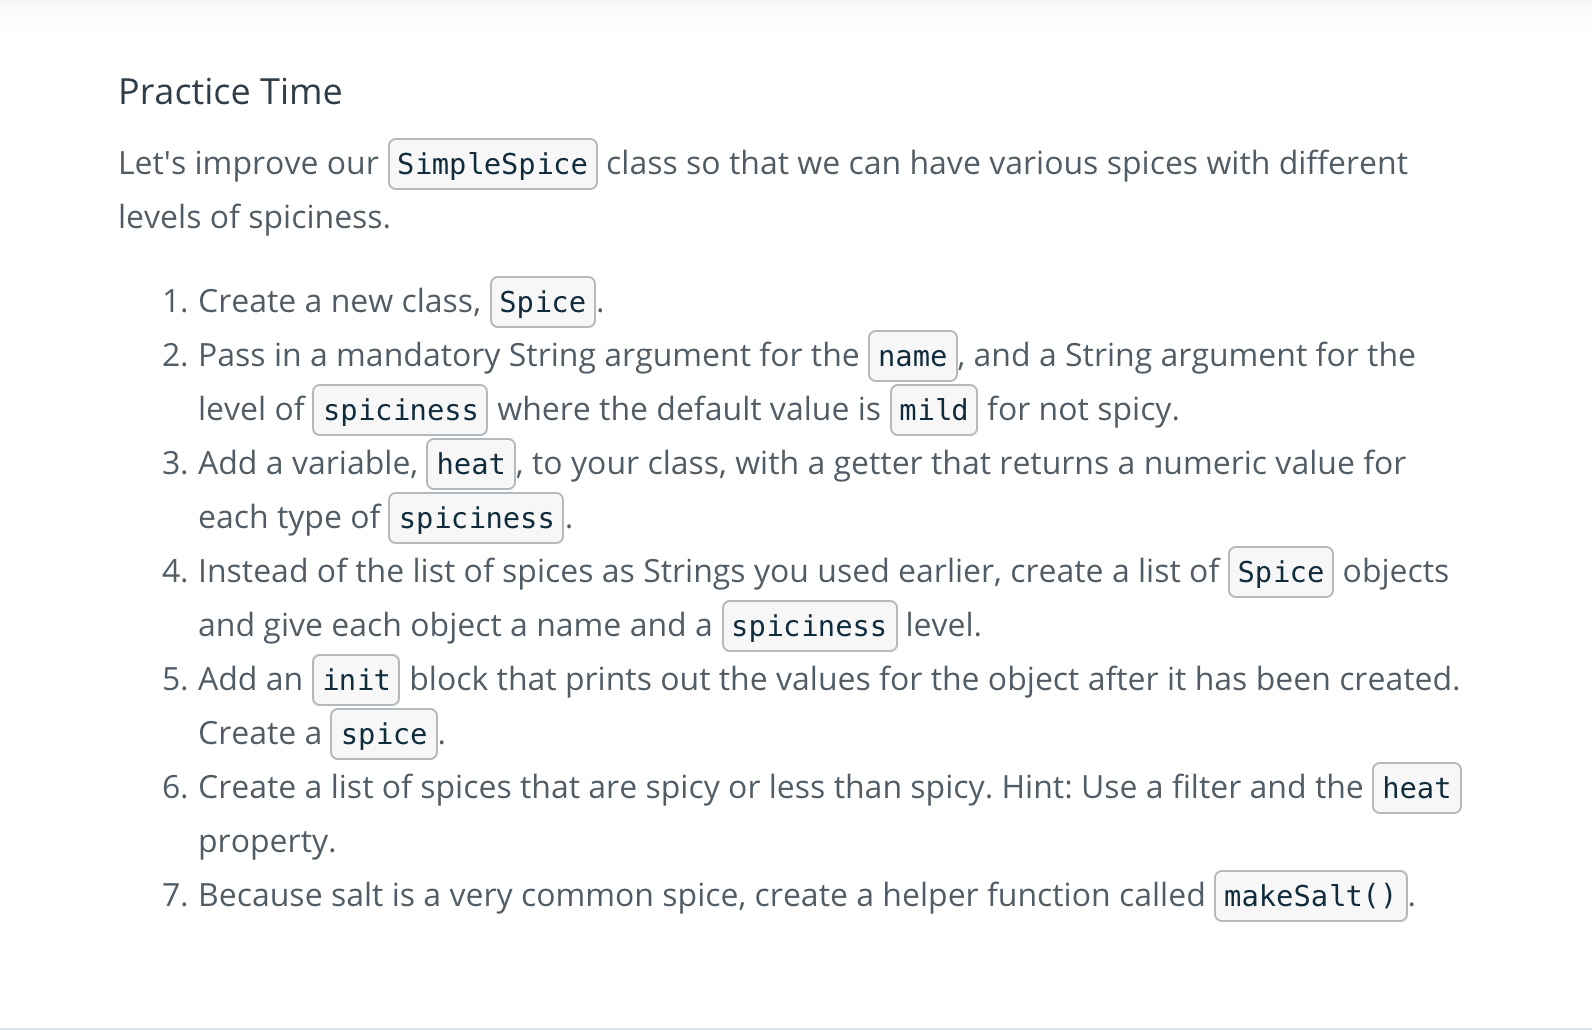 Practice Time
Let's improve our SimpleSpice class so that we can have various spices with different
levels of spiciness.
1. Create a new class, Spice.
2. Pass in a mandatory String argument for the name, and a String argument for the
level of spiciness where the default value is mild for not spicy.
3. Add a variable, heat, to your class, with a getter that returns a numeric value for
each type of spiciness.
4. Instead of the list of spices as Strings you used earlier, create a list of Spice objects
and give each object a name and a spiciness level.
5. Add an init block that prints out the values for the object after it has been created.
Create a spice.
6. Create a list of spices that are spicy or less than spicy. Hint: Use a filter and the heat
property.
7. Because salt is a very common spice, create a helper function called makeSalt().